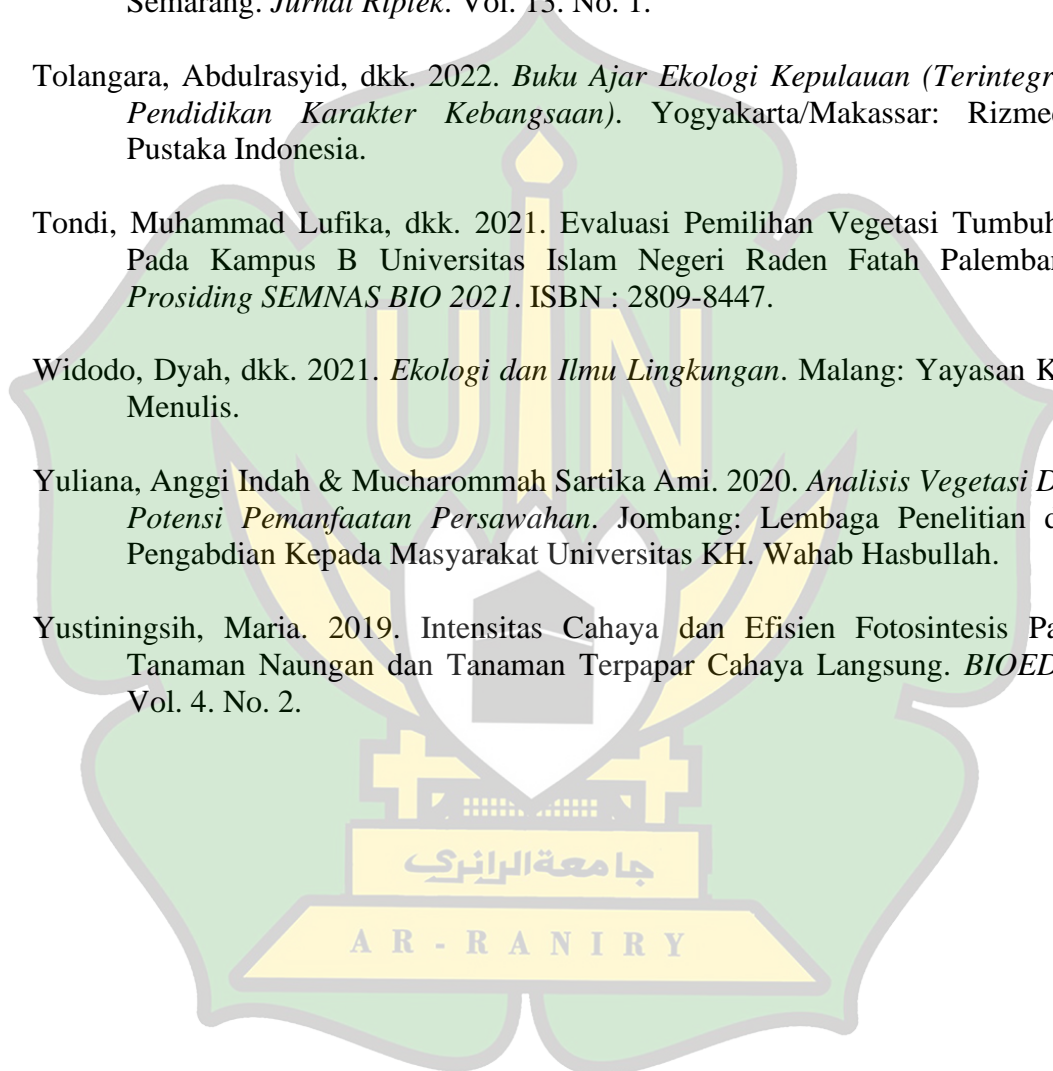 Semarang. Jurnal Riptek. Vol. 13. No. 1.
Tolangara, Abdulrasyid, dkk. 2022. Buku Ajar Ekologi Kepulauan (Terintegr
Pendidikan Karakter Kebangsaan). Yogyakarta/Makassar: Rizmed
Pustaka Indonesia.
Tondi, Muhammad Lufika, dkk. 2021. Evaluasi Pemilihan Vegetasi Tumbuh
Pada Kampus B Universitas Islam Negeri Raden Fatah Palemban
Prosiding SEMNAS BIO 2021. ISBN : 2809-8447.
Widodo, Dyah, dkk. 2021. Ekologi dan Ilmu Lingkungan. Malang: Yayasan K
Menulis.
Yuliana, Anggi Indah & Mucharommah Sartika Ami. 2020. Analisis Vegetasi D
Potensi Pemanfaatan Persawahan. Jombang: Lembaga Penelitian d
Pengabdian Kepada Masyarakat Universitas KH. Wahab Hasbullah.
Yustiningsih, Maria. 2019. Intensitas Cahaya dan Efisien Fotosintesis Pa
Tanaman Naungan dan Tanaman Terpapar Cahaya Langsung. BIOED
Vol. 4. No. 2.
UIN
جامعة الرانري
AR-RANIRY